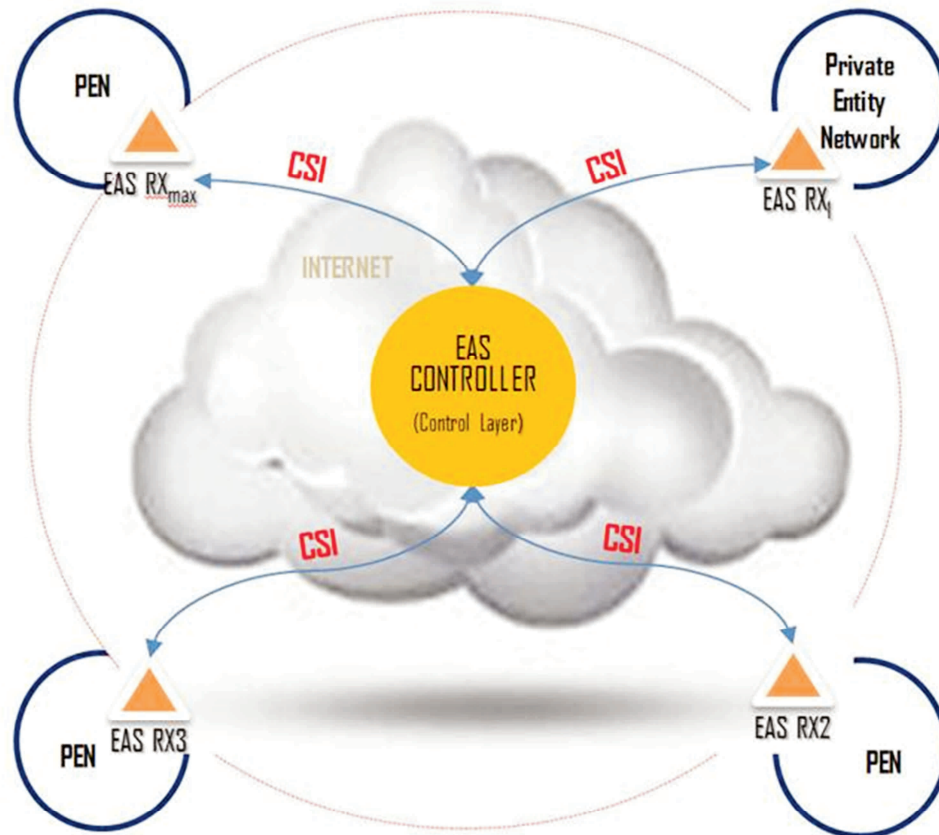 PEN
EAS RXmax
CSI
CSI
Private
Entity
Network
EAS RX1
INTERNET
EAS
CONTROLLER
(Control Layer)
CSI
CSI
EAS RX3
PEN
EAS RX2
PEN